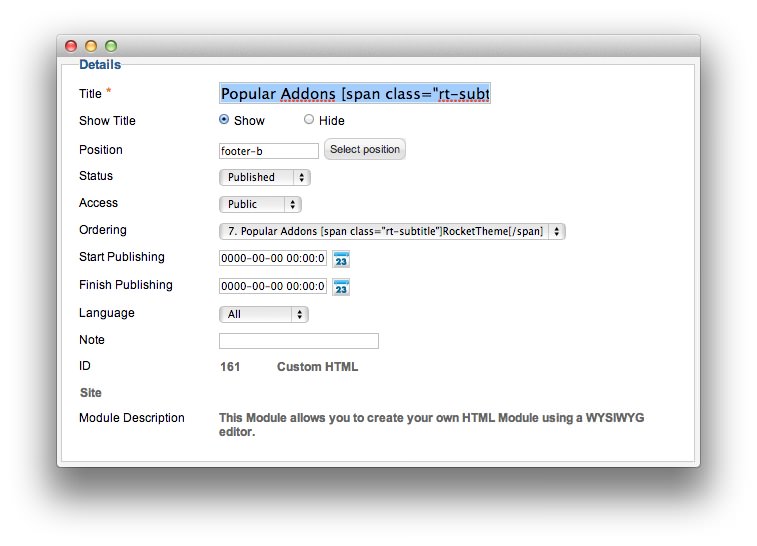 Details
Title * Popular Addons [span class="rt-subt
Show Title Show Hide
Position footer-b Select position
Status Published
Access Public
Ordering 7. Popular Addons [span class="rt-subtitle"]RocketTheme[/span]
Start Publishing 0000-00-00 00:00:0 23
Finish Publishing 0000-00-00 00:00:0 23
Language All
Note
ID 161 Custom HTML
Site
Module Description This Module allows you to create your own HTML Module using a WYSIWYG
editor.